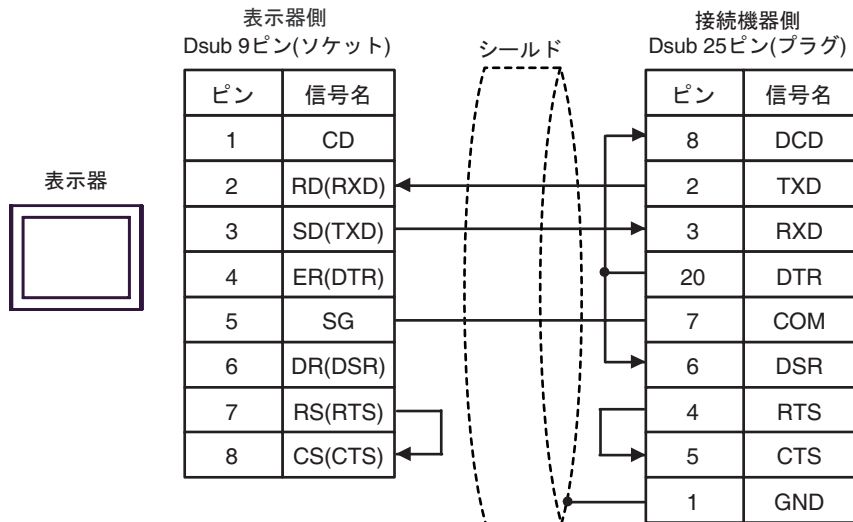 表示器側
Dsub 9ピン(ソケット)
シールド
接続機器側
Dsub 25ピン(プラグ)
表示器
ピン 信号名
1 CD
2 RD(RXD)
3 SD(TXD)
4 ER(DTR)
5 SG
6 DR(DSR)
7 RS(RTS)
8 CS(CTS)
ピン 信号名
8 DCD
2 TXD
3 RXD
20 DTR
7 COM
6 DSR
4 RTS
5 CTS
1 GND